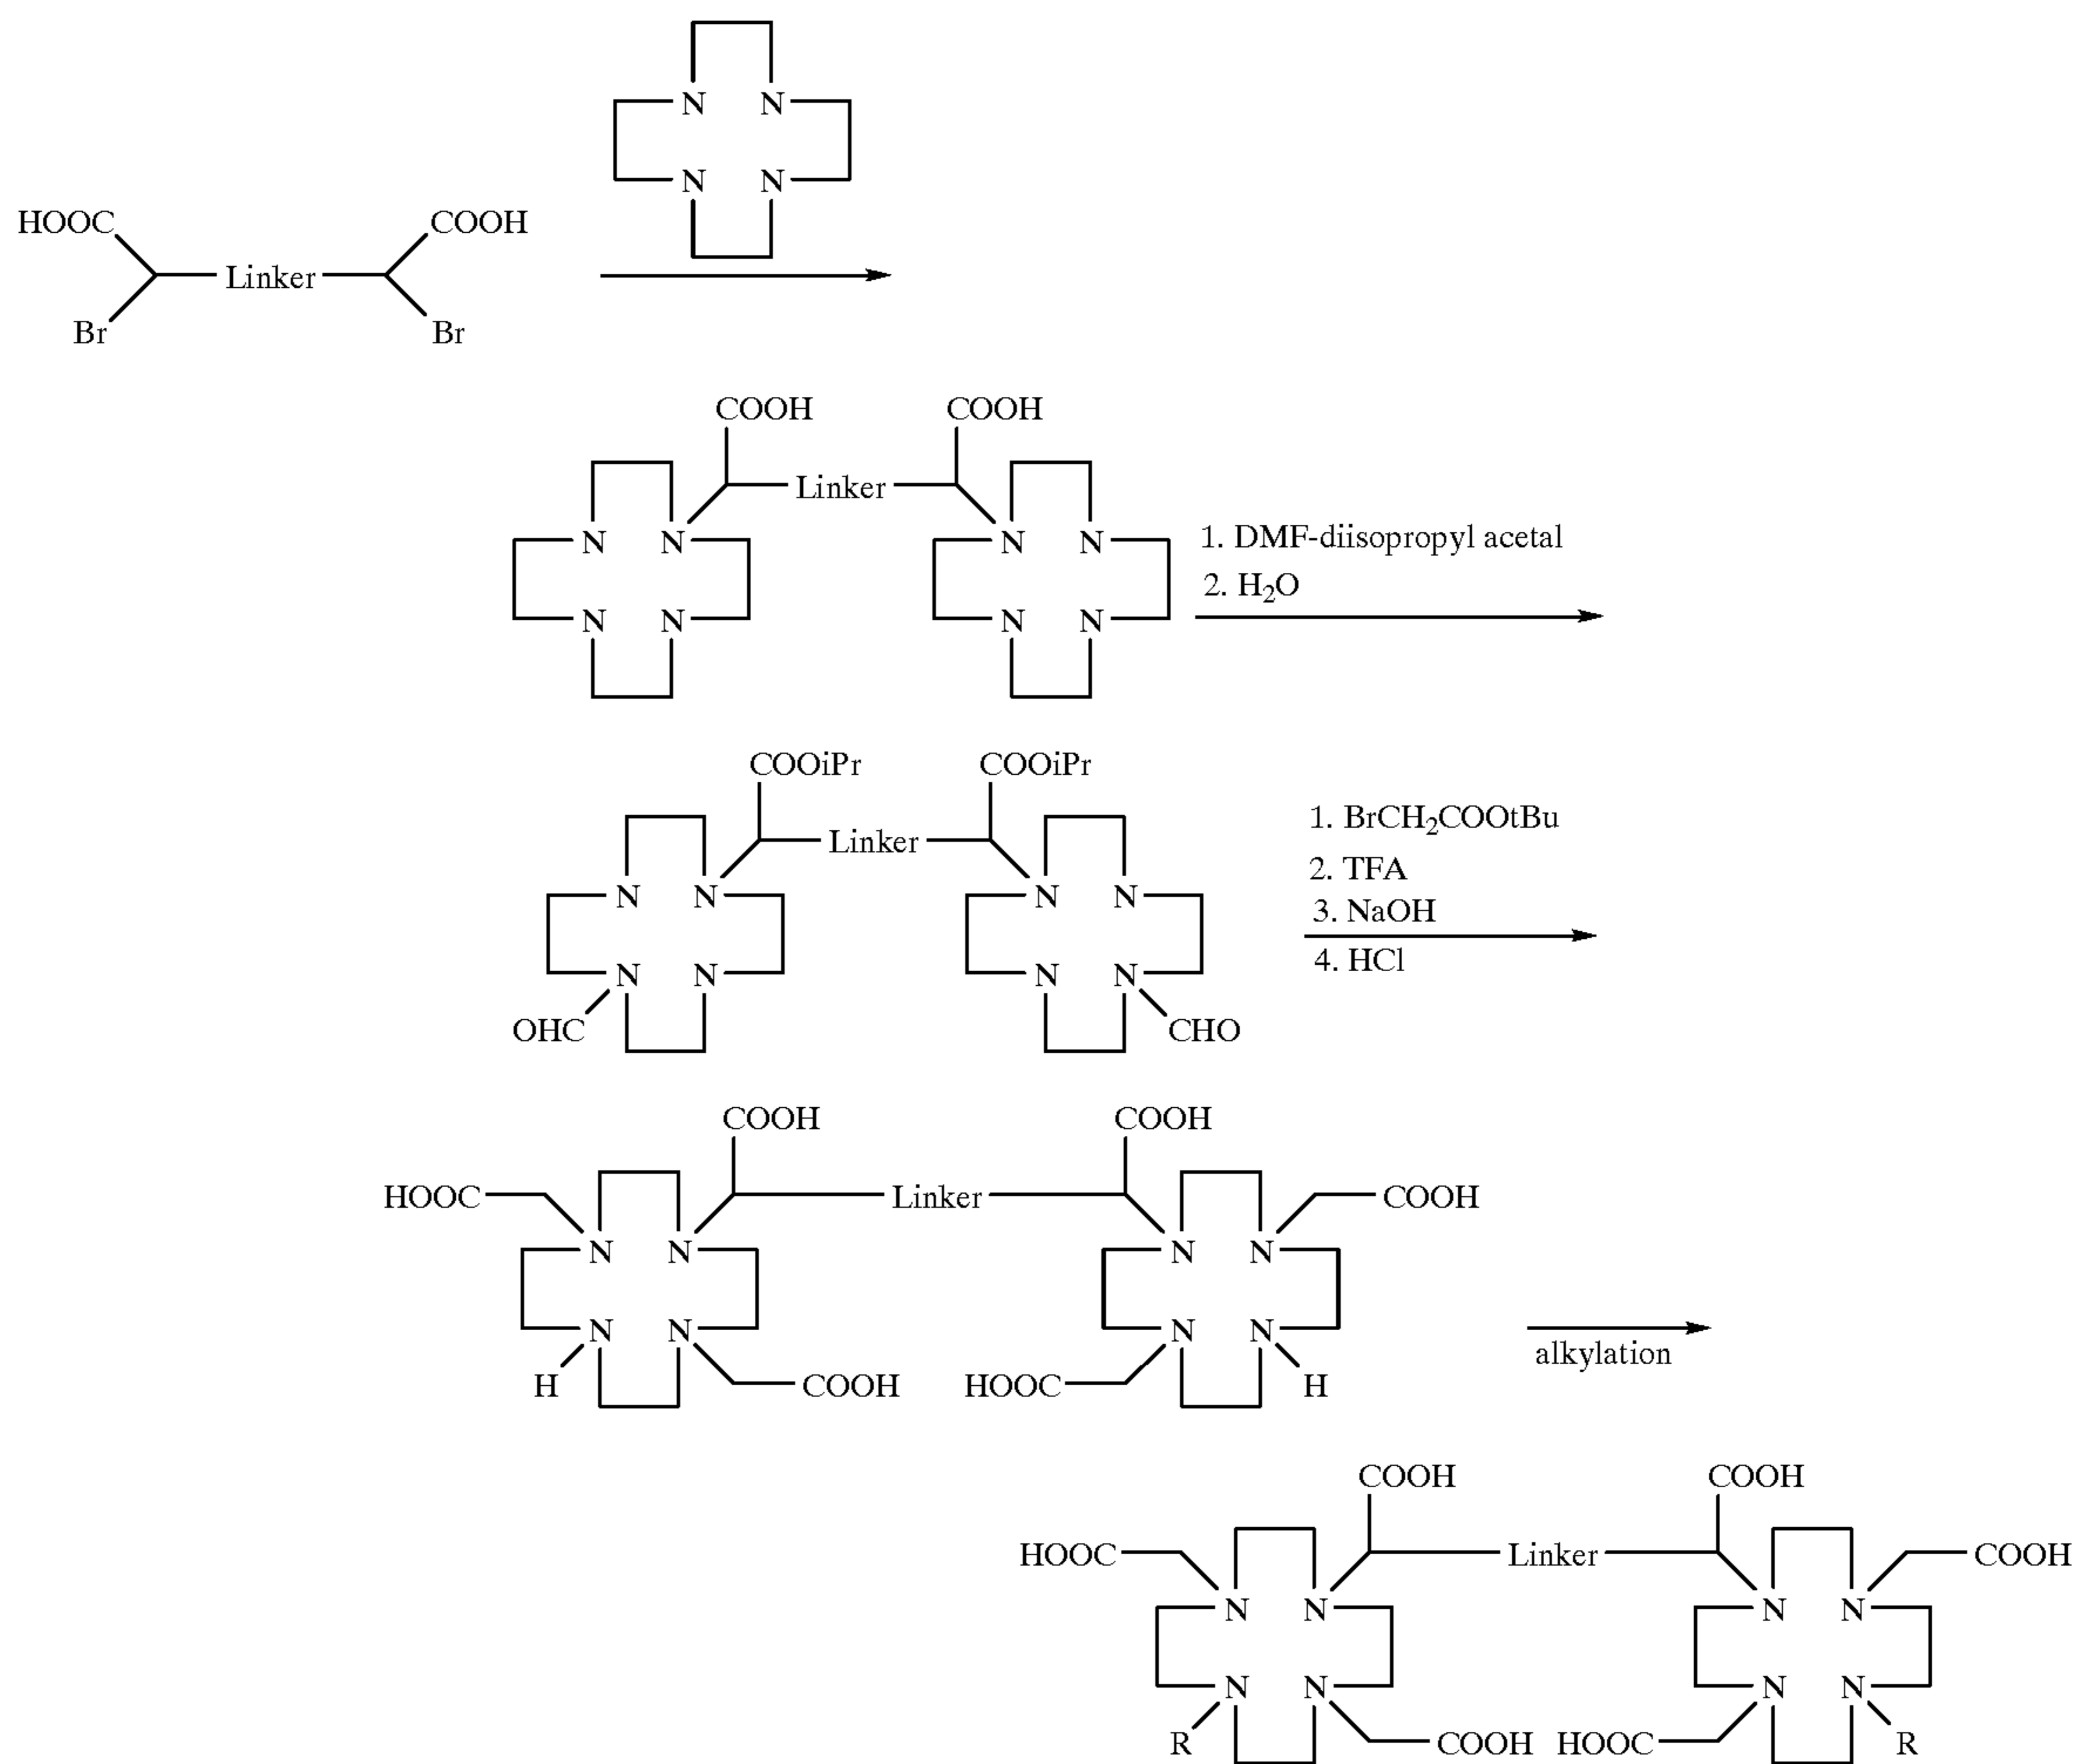 N N
N N
HOOC COOH
Linker
Br Br
COOH COOH
Linker
N N N N
1. DMF-diisopropyl acetal
2. H₂O
N N N N
COOiPr COOiPr
Linker
1. BrCH₂COOtBu
2. TFA
3. NaOH
4. HCl
N N N N
N N N N
OHC CHO
COOH COOH
HOOC Linker COOH
N N N N
N N N N
alkylation
H COOH HOOC H
COOH COOH
HOOC Linker COOH
N N N N
N N N N
R COOH HOOC R